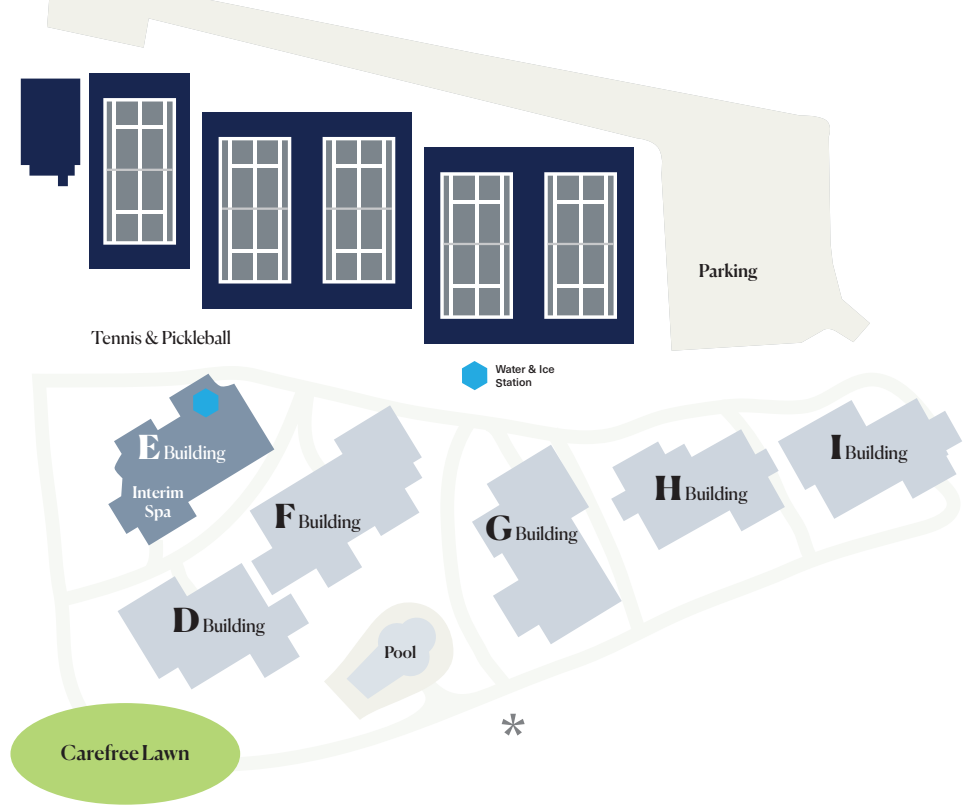 Parking
Tennis & Pickleball
Water & Ice
Station
E Building
Interim
Spa
F Building
G Building
H Building
I Building
D Building
Pool
*
Carefree Lawn